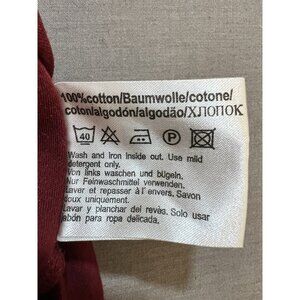 100%cotton/Baumwolle/cotone/
coton/algodón/algodão/ХЛОПОК
40 P
Wash and iron inside out. Use mild
detergent only.
Von links waschen und bügeln.
Nur Feinwaschmittel verwenden.
Laver et repasser à l'envers. Savon
doux uniquement.
Lavar y planchar del revés. Solo usar
jabón para ropa delicada.